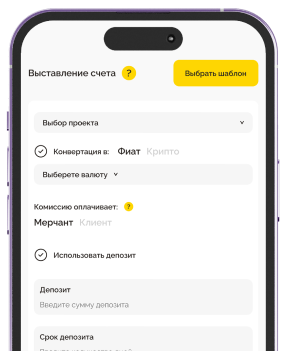 Выставление счета ?
Выбрать шаблон
Выбор проекта
Конвертация в: Фиат Крипто
Выберете валюту
Комиссию оплачивает: ?
Мерчант Клиент
Использовать депозит
Депозит
Введите сумму депозита
Срок депозита